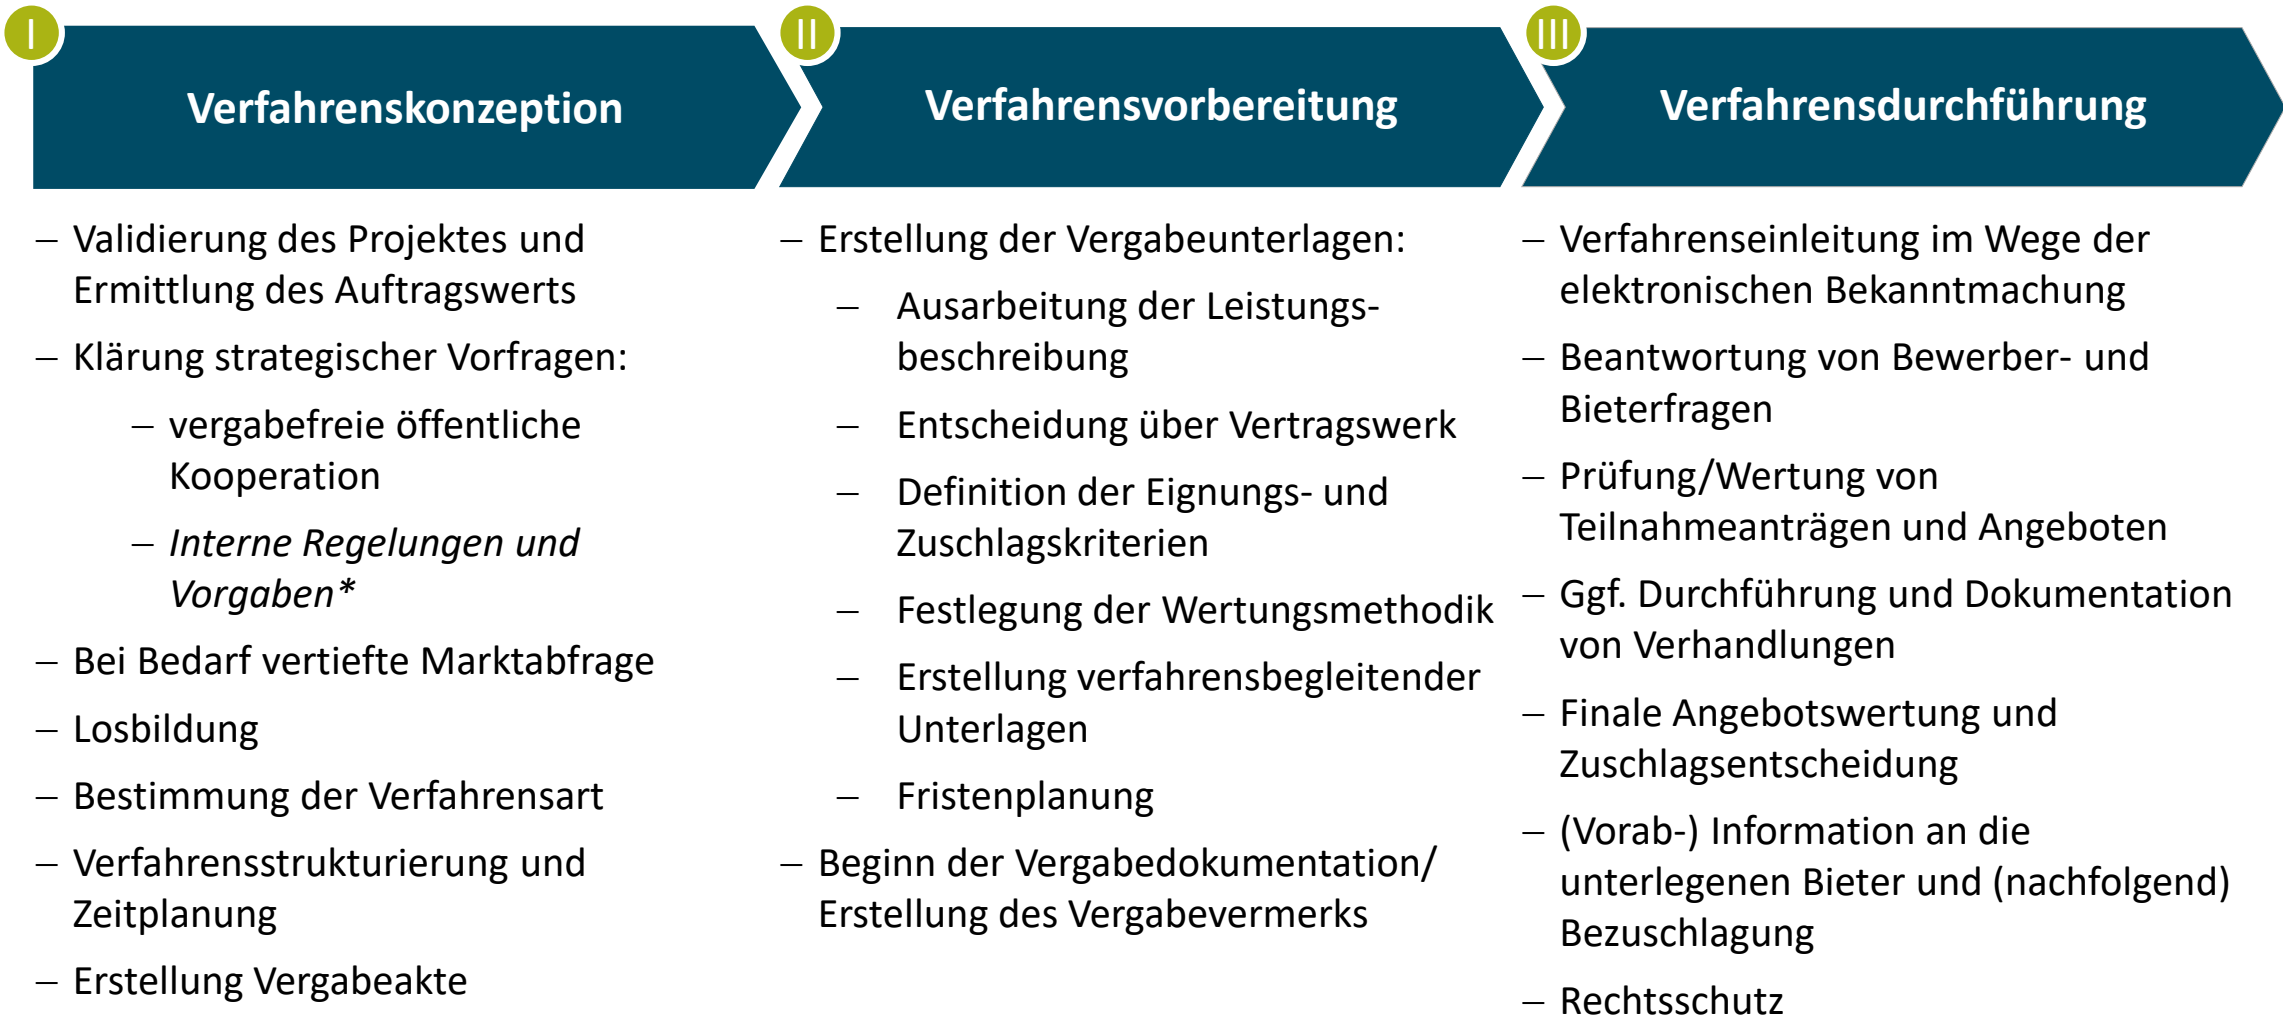 I
Verfahrenskonzeption
– Validierung des Projektes und
Ermittlung des Auftragswerts
– Klärung strategischer Vorfragen:
– vergabefreie öffentliche
Kooperation
– Interne Regelungen und
Vorgaben*
– Bei Bedarf vertiefte Marktabfrage
– Losbildung
– Bestimmung der Verfahrensart
– Verfahrensstrukturierung und
Zeitplanung
– Erstellung Vergabeakte
II
Verfahrensvorbereitung
– Erstellung der Vergabeunterlagen:
– Ausarbeitung der Leistungs-
beschreibung
– Entscheidung über Vertragswerk
– Definition der Eignungs- und
Zuschlagskriterien
– Festlegung der Wertungsmethodik
– Erstellung verfahrensbegleitender
Unterlagen
– Fristenplanung
– Beginn der Vergabedokumentation/
Erstellung des Vergabevermerks
III
Verfahrensdurchführung
– Verfahrenseinleitung im Wege der
elektronischen Bekanntmachung
– Beantwortung von Bewerber- und
Bieterfragen
– Prüfung/Wertung von
Teilnahmeanträgen und Angeboten
– Ggf. Durchführung und Dokumentation
von Verhandlungen
– Finale Angebotswertung und
Zuschlagsentscheidung
– (Vorab-) Information an die
unterlegenen Bieter und (nachfolgend)
Bezuschlagung
– Rechtsschutz